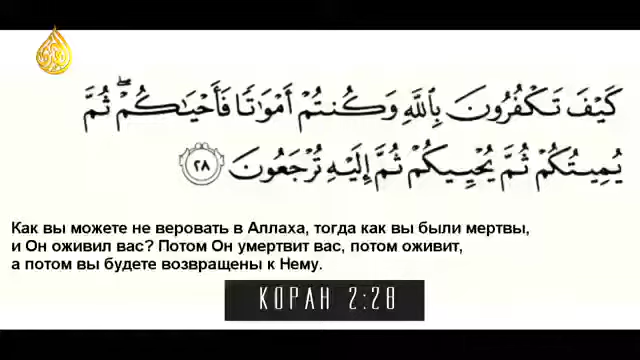 كَيْفَ تَكْفُرُونَ بِٱللَّهِ وَكُنتُمْ أَمْوَٰتًا فَأَحْيَـٰكُمْ ۖ ثُمَّ
يُمِيتُكُمْ ثُمَّ يُحْيِيكُمْ ثُمَّ إِلَيْهِ تُرْجَعُونَ ٢٨
Как вы можете не веровать в Аллаха, тогда как вы были мертвы,
и Он оживил вас? Потом Он умертвит вас, потом оживит,
а потом вы будете возвращены к Нему.
КОРАН 2:28